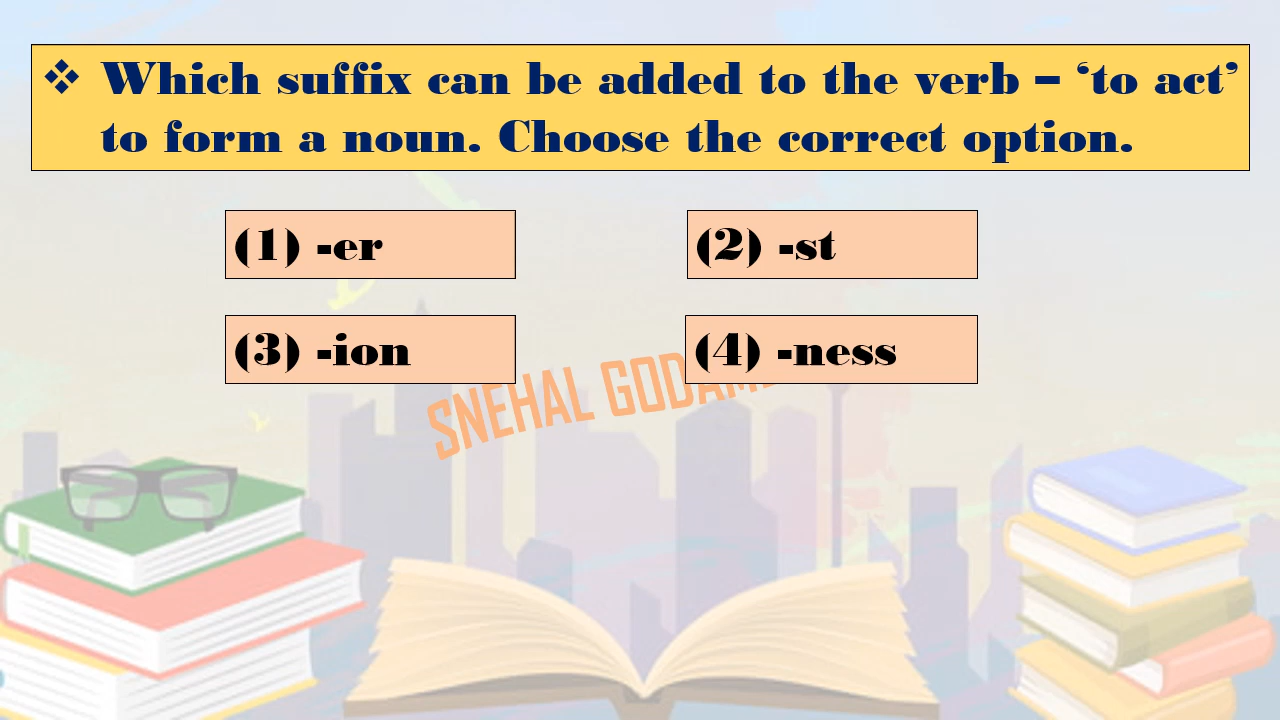 ❖ Which suffix can be added to the verb – ‘to act’
to form a noun. Choose the correct option.
(1) -er
(2) -st
(3) -ion
(4) -ness
SNEHAL